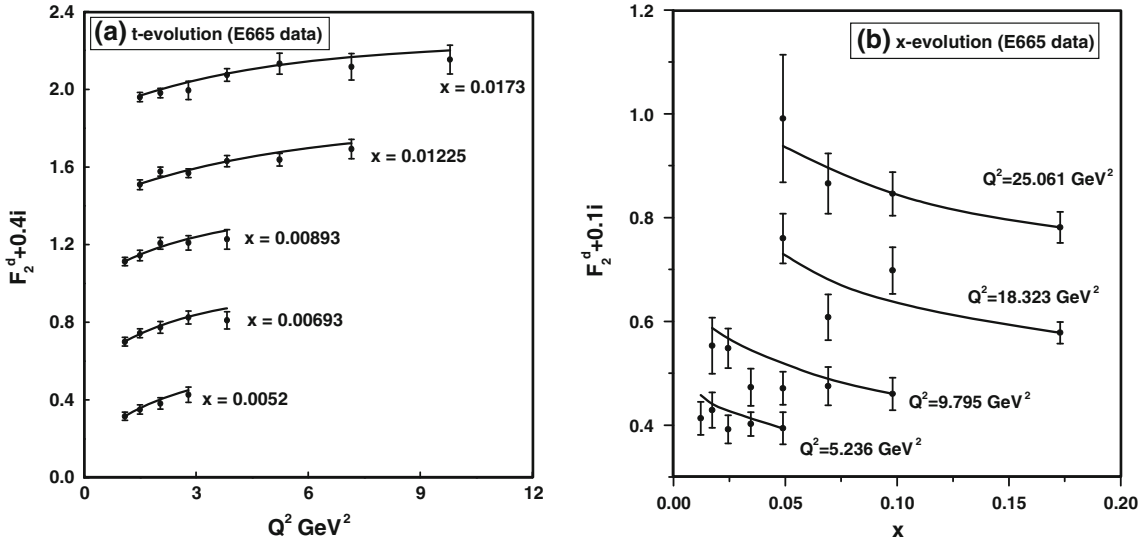 (a) t-evolution (E665 data)
2.4
2.0
1.6
1.2
0.8
0.4
0.0
F₂ᵈ+0.4i
x = 0.0173
x = 0.01225
x = 0.00893
x = 0.00693
x = 0.0052
0 3 6 9 12
Q² GeV²
(b) x-evolution (E665 data)
1.2
1.0
0.8
0.6
0.4
F₂ᵈ+0.1i
Q²=25.061 GeV²
Q²=18.323 GeV²
Q²=9.795 GeV²
Q²=5.236 GeV²
0.00 0.05 0.10 0.15 0.20
x